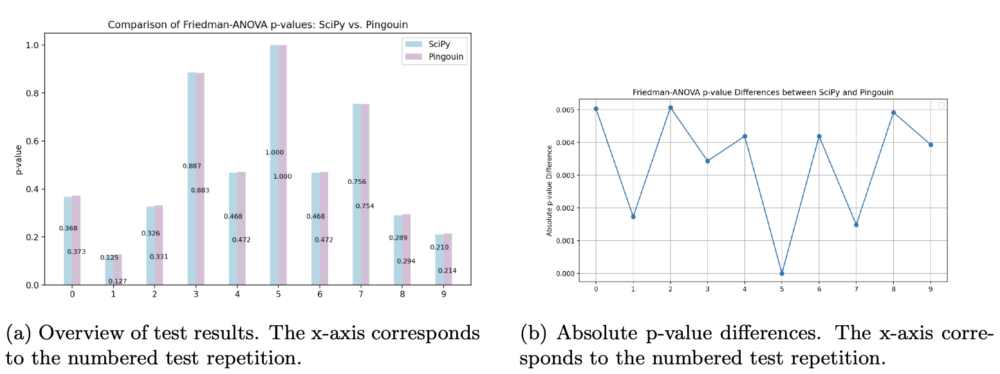 Comparison of Friedman-ANOVA p-values: SciPy vs. Pingouin
SciPy
Pingouin
p-value
1.0
0.8
0.6
0.4
0.2
0.0
0.368
0.373
0.125
0.127
0.326
0.331
0.887
0.883
0.468
0.472
1.000
1.000
0.468
0.472
0.756
0.754
0.289
0.294
0.210
0.214
0 1 2 3 4 5 6 7 8 9
(a) Overview of test results. The x-axis corresponds
to the numbered test repetition.
Friedman-ANOVA p-value Differences between SciPy and Pingouin
Absolute p-value Difference
0.005
0.004
0.003
0.002
0.001
0.000
0 1 2 3 4 5 6 7 8 9
(b) Absolute p-value differences. The x-axis corre-
sponds to the numbered test repetition.